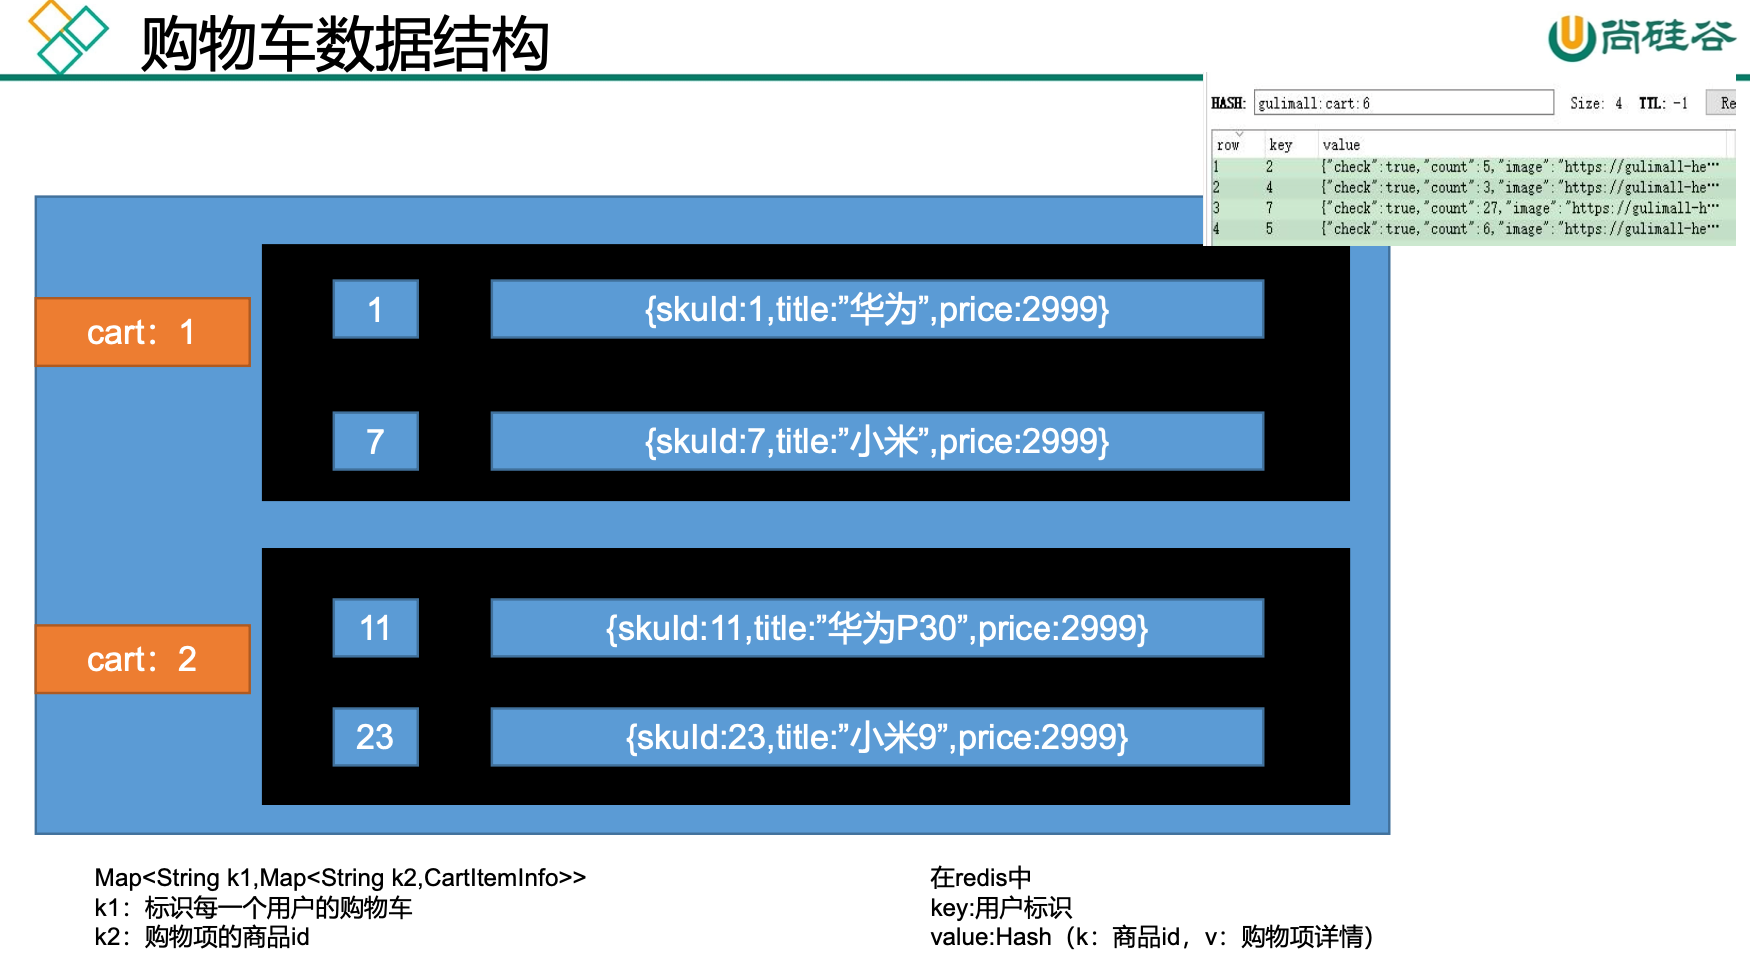 购物车数据结构
尚硅谷
HASH: gulimall:cart:6 Size: 4 TTL: -1 Re
row key value
1 2 {"check":true,"count":5,"image":"https://gulimall-he···
2 4 {"check":true,"count":3,"image":"https://gulimall-he···
3 7 {"check":true,"count":27,"image":"https://gulimall-h···
4 5 {"check":true,"count":6,"image":"https://gulimall-he···
cart：1
1 {skuId:1,title:”华为”,price:2999}
7 {skuId:7,title:”小米”,price:2999}
cart：2
11 {skuId:11,title:”华为P30”,price:2999}
23 {skuId:23,title:”小米9”,price:2999}
Map<String k1,Map<String k2,CartItemInfo>>
k1：标识每一个用户的购物车
k2：购物项的商品id
在redis中
key:用户标识
value:Hash（k：商品id，v：购物项详情）